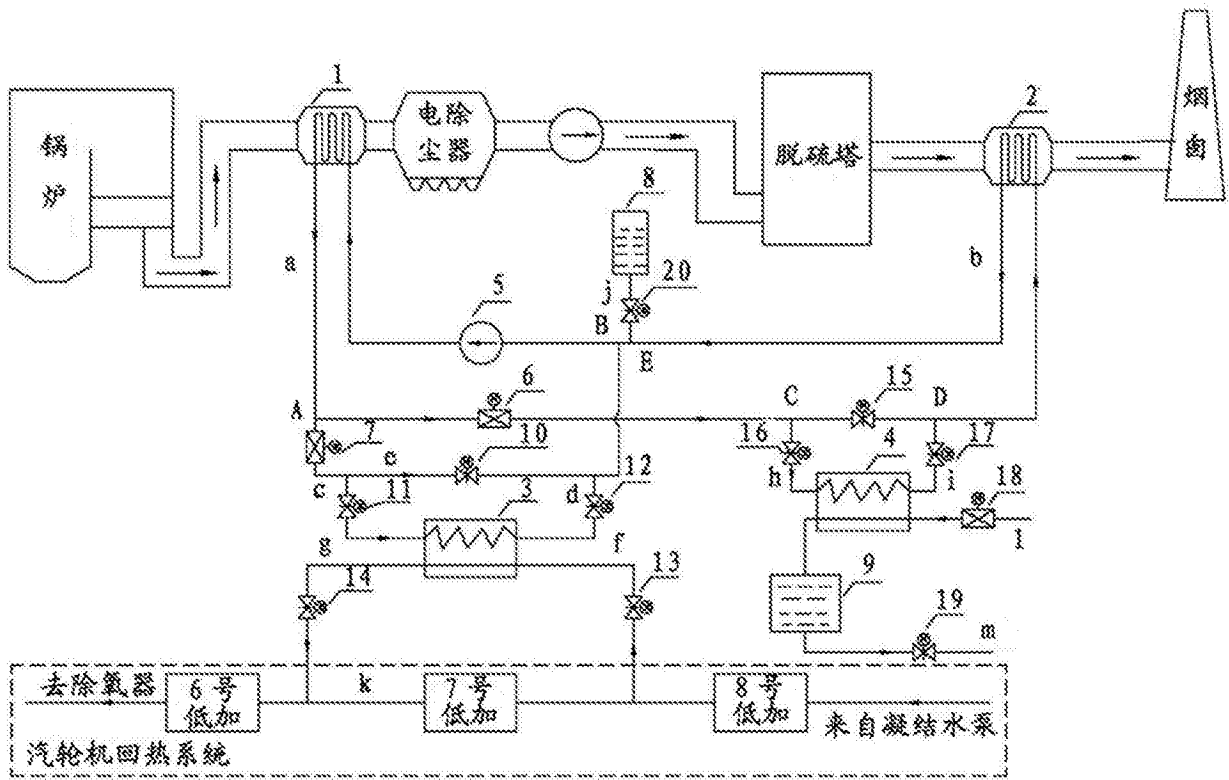 1
2
锅
炉
电除
尘器
脱硫塔
烟
囱
8
a
b
j
20
5
B
E
6
15
A
C
D
7
10
16
4
17
e
c
11
3
d
12
h
i
18
g
f
l
14
13
9
19
m
去除氧器
6号
低加
k
7号
低加
8号
低加
来自凝结水泵
汽轮机回热系统